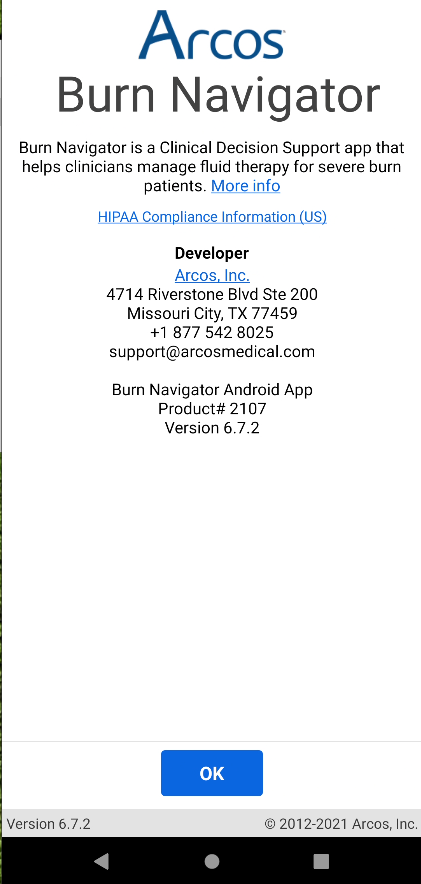 Arcos
Burn Navigator
Burn Navigator is a Clinical Decision Support app that
helps clinicians manage fluid therapy for severe burn
patients. More info
HIPAA Compliance Information (US)
Developer
Arcos, Inc.
4714 Riverstone Blvd Ste 200
Missouri City, TX 77459
+1 877 542 8025
support@arcosmedical.com
Burn Navigator Android App
Product# 2107
Version 6.7.2
OK
Version 6.7.2 © 2012-2021 Arcos, Inc.